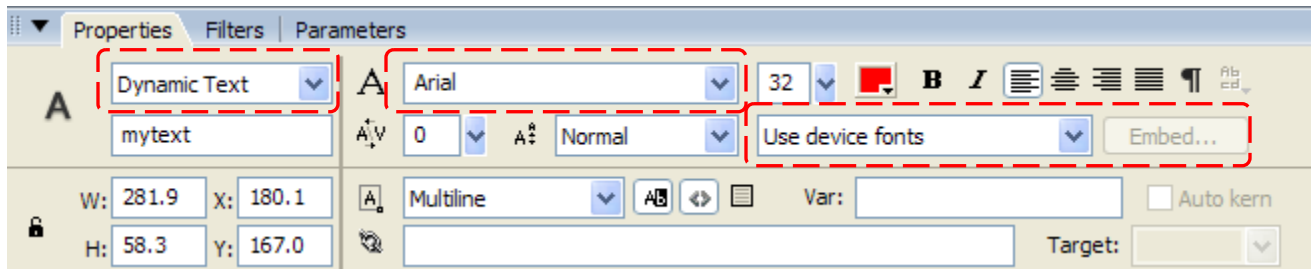 Properties Filters Parameters
A Dynamic Text A Arial 32 B I ¶
mytext A V 0 A Normal Use device fonts Embed...
W: 281.9 X: 180.1 A Multiline AB <> Var: Auto kern
H: 58.3 Y: 167.0 Target: